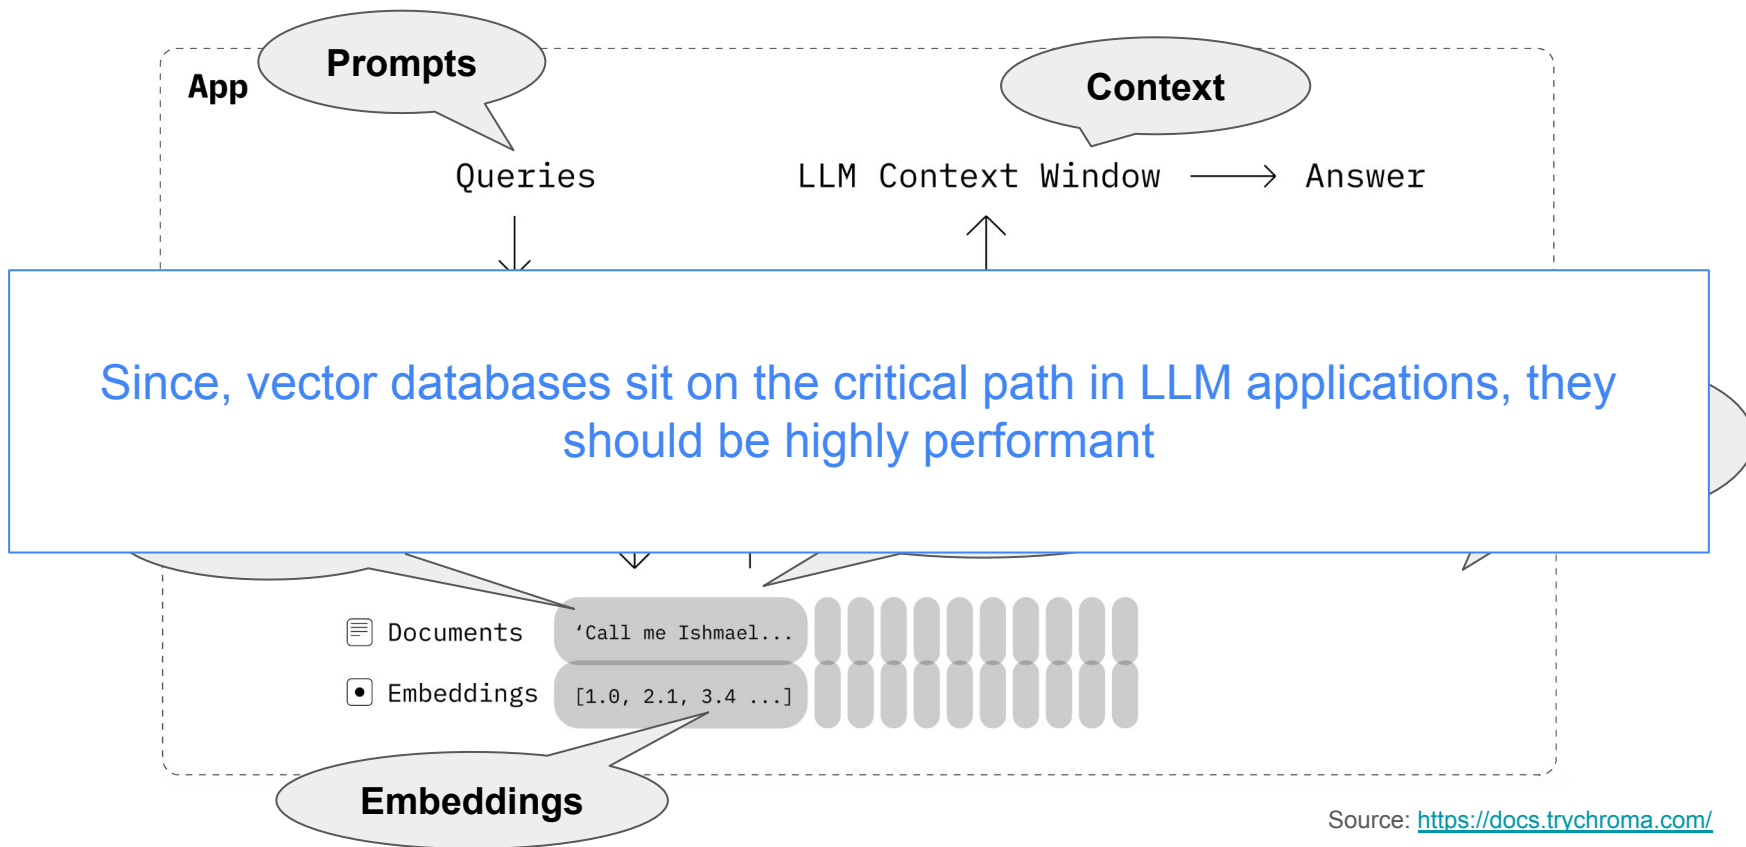 Prompts
App
Context
Queries
LLM Context Window
Answer
Since, vector databases sit on the critical path in LLM applications, they
should be highly performant
Documents
‘Call me Ishmael...
Embeddings
[1.0, 2.1, 3.4 ...]
Embeddings
Source: https://docs.trychroma.com/